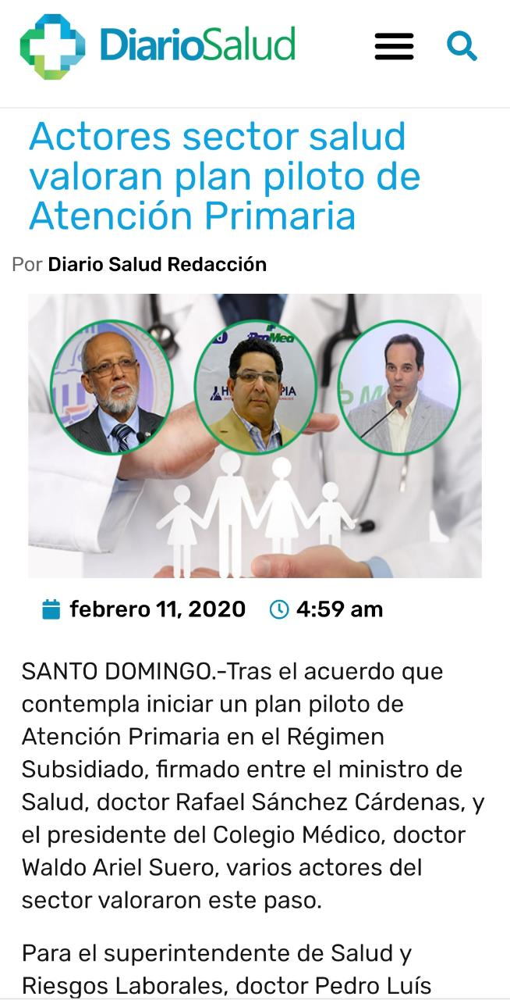 DiarioSalud
Actores sector salud
valoran plan piloto de
Atención Primaria
Por Diario Salud Redacción
ProMed
PIA
febrero 11, 2020 4:59 am
SANTO DOMINGO.-Tras el acuerdo que
contempla iniciar un plan piloto de
Atención Primaria en el Régimen
Subsidiado, firmado entre el ministro de
Salud, doctor Rafael Sánchez Cárdenas, y
el presidente del Colegio Médico, doctor
Waldo Ariel Suero, varios actores del
sector valoraron este paso.
Para el superintendente de Salud y
Riesgos Laborales, doctor Pedro Luís